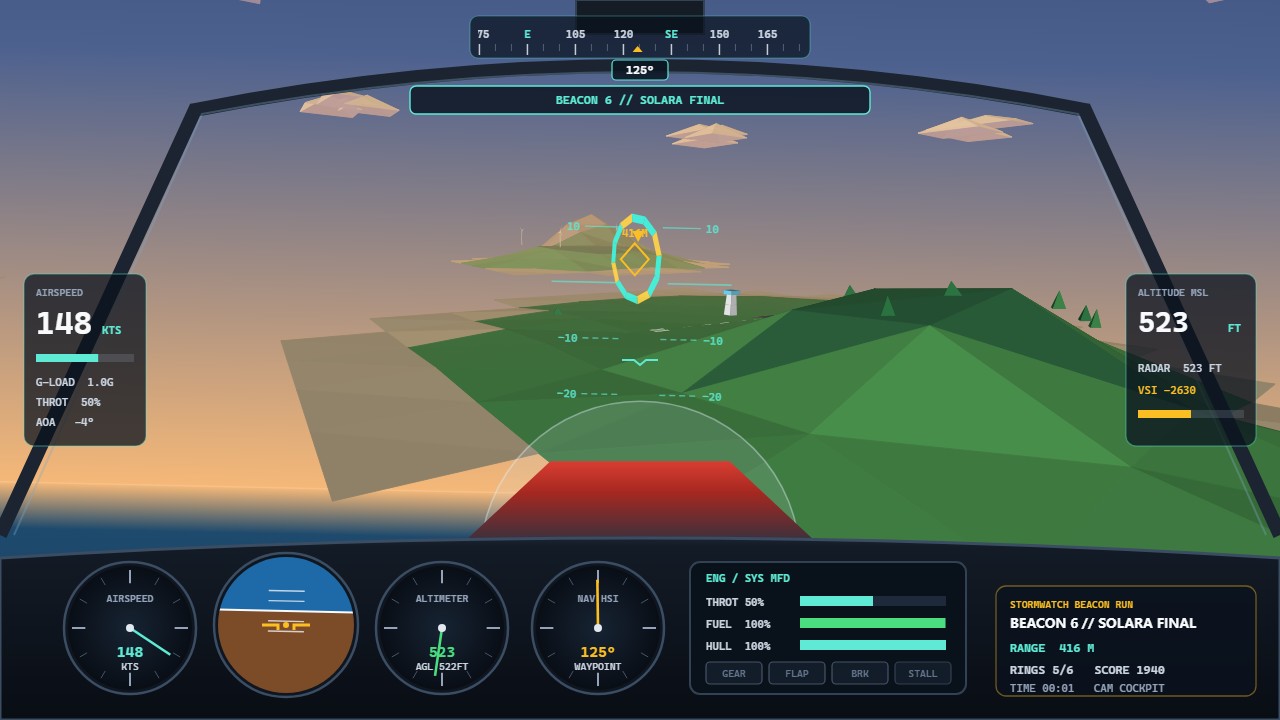 75 E 105 120 SE 150 165
125°
BEACON 6 // SOLARA FINAL
10 10
-10 -10
-20 -20
AIRSPEED
148 KTS
G-LOAD 1.0G
THROT 50%
AOA -4°
ALTITUDE MSL
523 FT
RADAR 523 FT
VSI -2630
AIRSPEED
148
KTS
ALTIMETER
523
AGL 522FT
NAV HSI
125°
WAYPOINT
ENG / SYS MFD
THROT 50%
FUEL 100%
HULL 100%
GEAR FLAP BRK STALL
STORMWATCH BEACON RUN
BEACON 6 // SOLARA FINAL
RANGE 416 M
RINGS 5/6 SCORE 1940
TIME 00:01 CAM COCKPIT